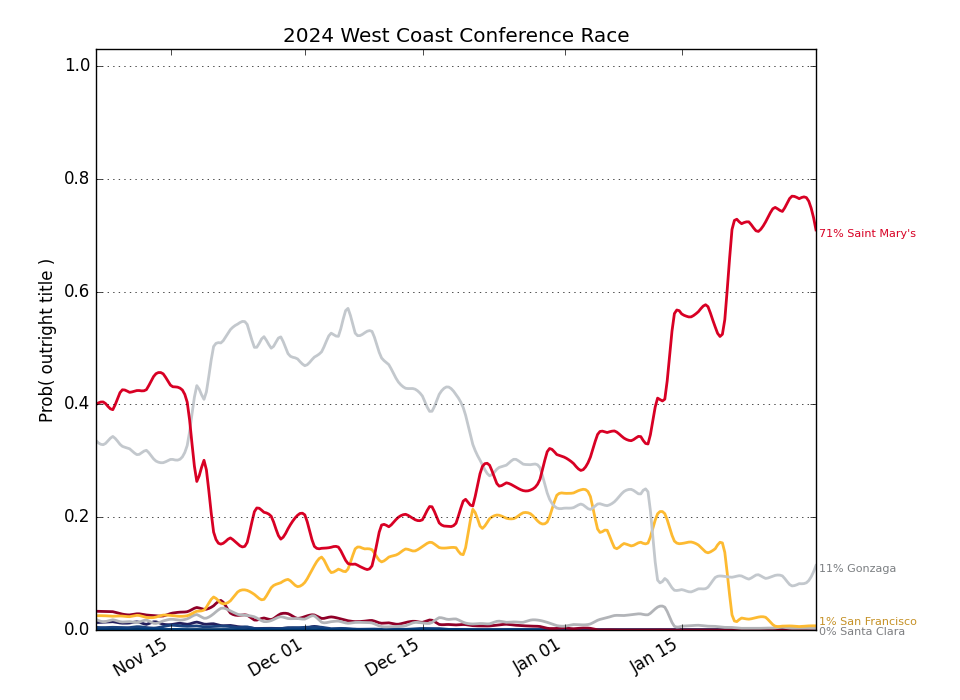 2024 West Coast Conference Race
Prob( outright title )
1.0
0.8
0.6
0.4
0.2
0.0
71% Saint Mary's
11% Gonzaga
1% San Francisco
0% Santa Clara
Nov 15
Dec 01
Dec 15
Jan 01
Jan 15